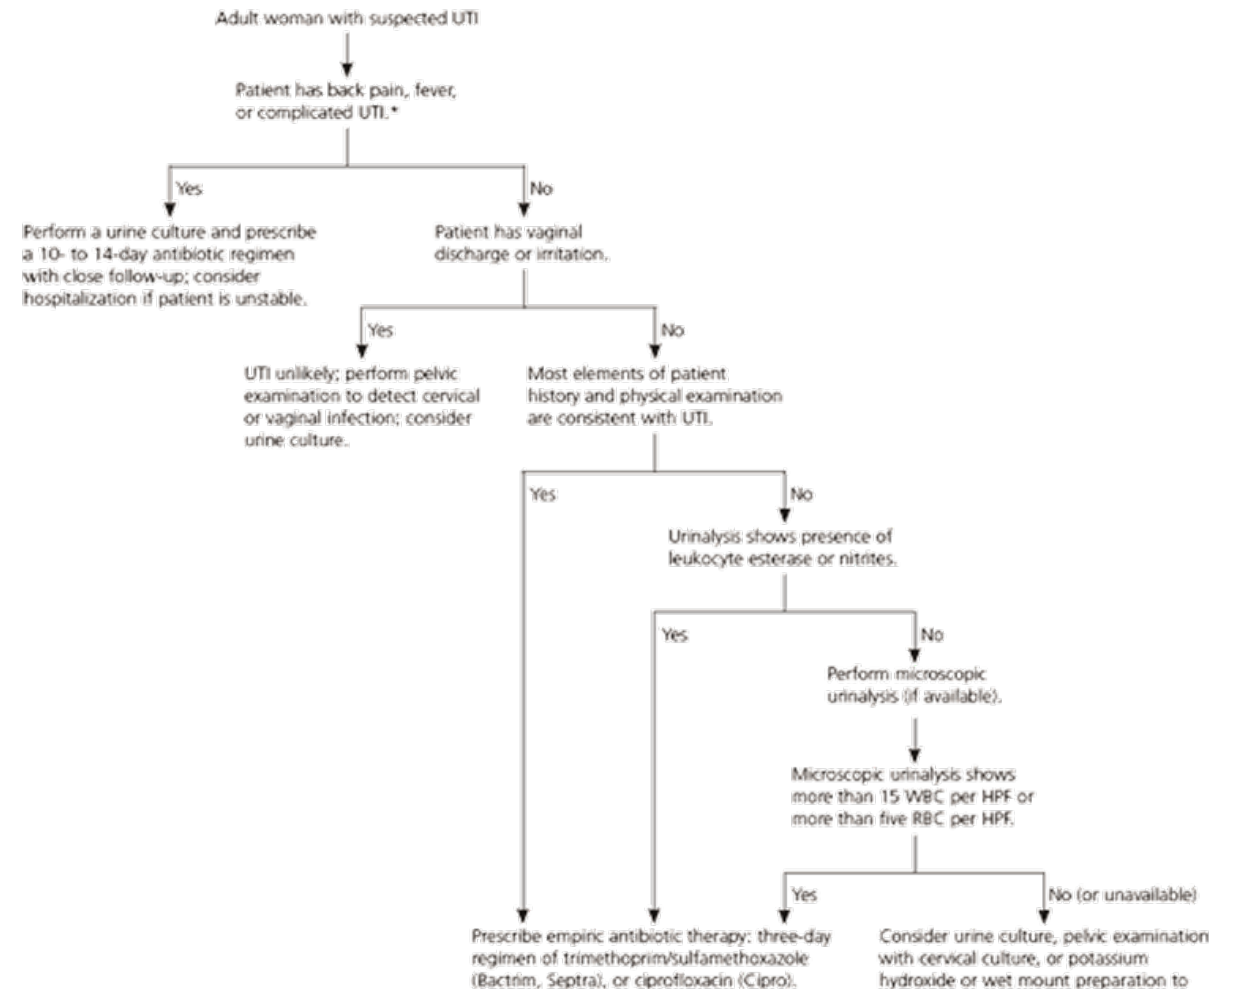 Adult woman with suspected UTI
Patient has back pain, fever,
or complicated UTI.*
Yes
No
Perform a urine culture and prescribe
a 10- to 14-day antibiotic regimen
with close follow-up; consider
hospitalization if patient is unstable.
Patient has vaginal
discharge or irritation.
Yes
No
UTI unlikely; perform pelvic
examination to detect cervical
or vaginal infection; consider
urine culture.
Most elements of patient
history and physical examination
are consistent with UTI.
Yes
No
Urinalysis shows presence of
leukocyte esterase or nitrites.
Yes
No
Perform microscopic
urinalysis (if available).
Microscopic urinalysis shows
more than 15 WBC per HPF or
more than five RBC per HPF.
Yes
No (or unavailable)
Prescribe empiric antibiotic therapy: three-day
regimen of trimethoprim/sulfamethoxazole
(Bactrim, Septra), or ciprofloxacin (Cipro).
Consider urine culture, pelvic examination
with cervical culture, or potassium
hydroxide or wet mount preparation to